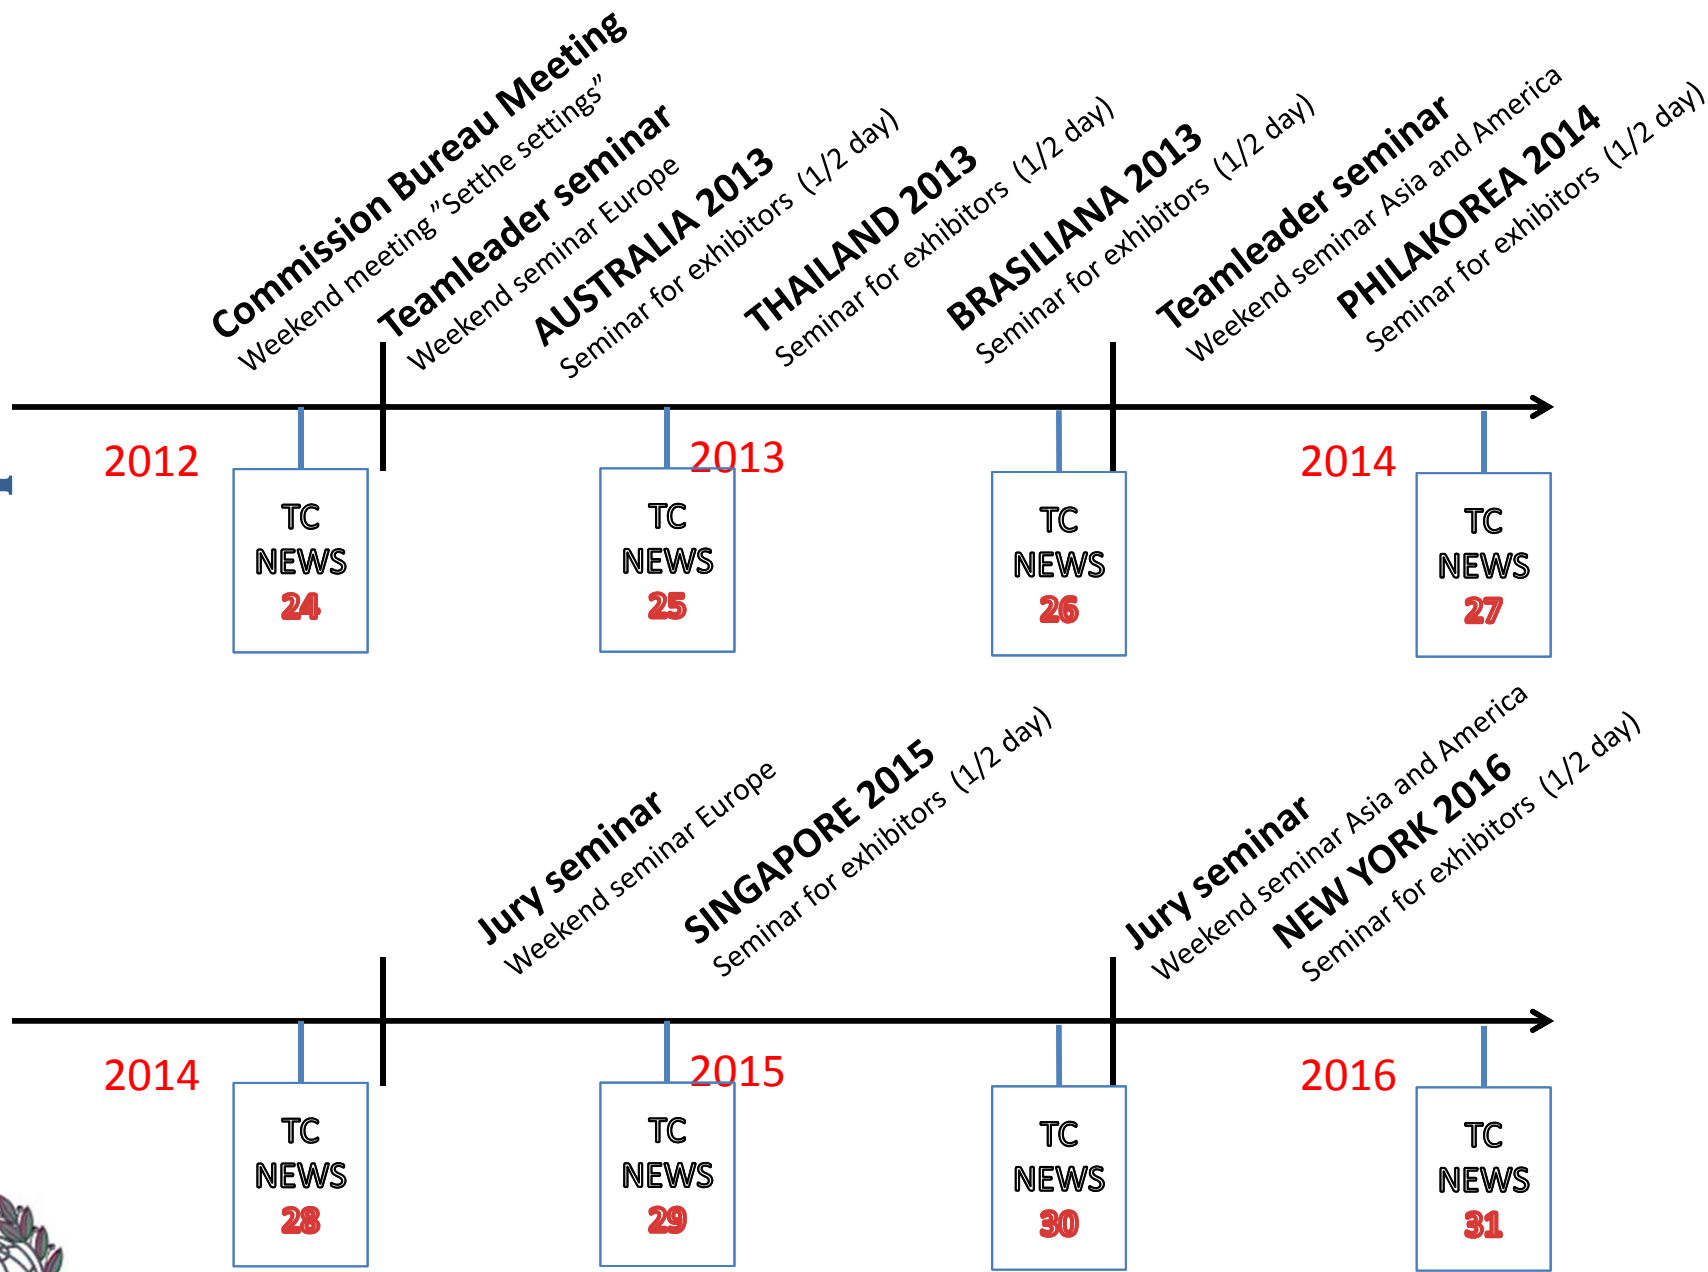 Commission Bureau Meeting
Weekend meeting "Setthe settings"
Teamleader seminar
Weekend seminar Europe
AUSTRALIA 2013
Seminar for exhibitors (1/2 day)
THAILAND 2013
Seminar for exhibitors (1/2 day)
BRASILIANA 2013
Seminar for exhibitors (1/2 day)
Teamleader seminar
Weekend seminar Asia and America
PHILAKOREA 2014
Seminar for exhibitors (1/2 day)
2012
2013
2014
TC
NEWS
24
TC
NEWS
25
TC
NEWS
26
TC
NEWS
27
Jury seminar
Weekend seminar Europe
SINGAPORE 2015
Seminar for exhibitors (1/2 day)
Jury seminar
Weekend seminar Asia and America
NEW YORK 2016
Seminar for exhibitors (1/2 day)
2014
2015
2016
TC
NEWS
28
TC
NEWS
29
TC
NEWS
30
TC
NEWS
31